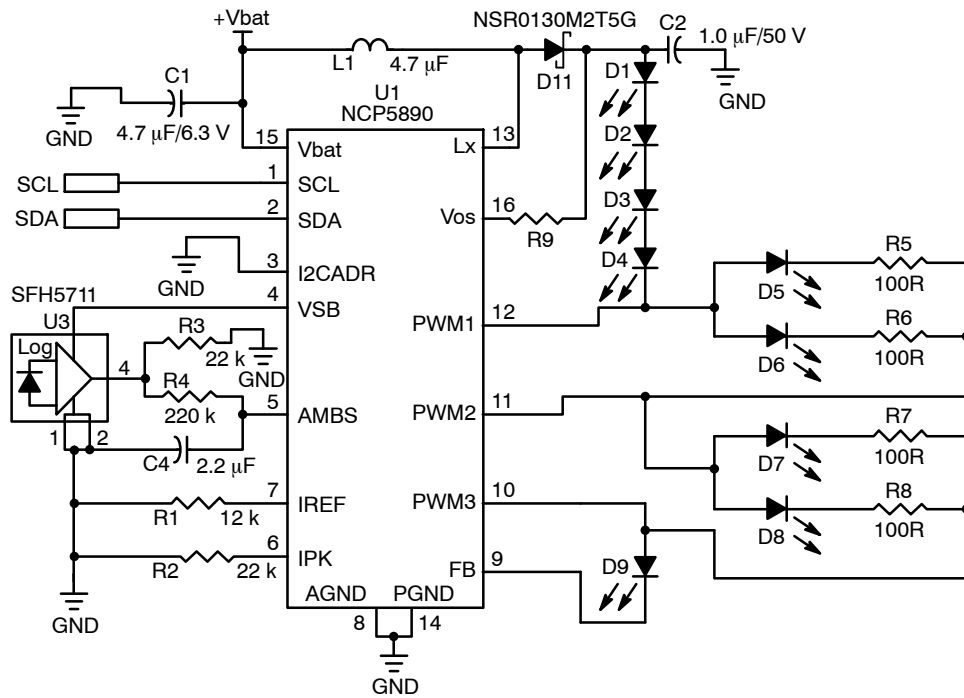 +Vbat
NSR0130M2T5G
C2
1.0 μF/50 V
L1
4.7 μF
D11
GND
C1
U1
NCP5890
D1
GND
4.7 μF/6.3 V
15
Vbat
Lx
13
D2
SCL
1
SCL
SDA
2
SDA
Vos
16
R9
D3
3
I2CADR
GND
D4
R5
SFH5711
4
VSB
D5
100R
U3
R3
PWM1
12
R6
Log
22 k
GND
D6
100R
4
R4
220 k
5
AMBS
PWM2
11
R7
1
2
C4
2.2 μF
D7
100R
7
IREF
PWM3
10
R8
R1
12 k
D8
100R
6
IPK
R2
22 k
FB
9
D9
GND
AGND
PGND
8
14
GND